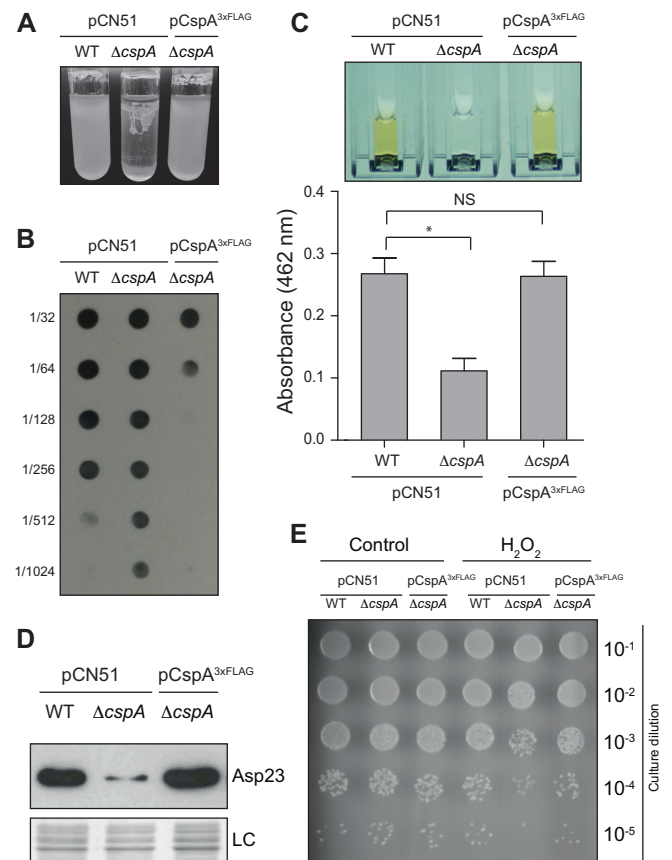 A
pCN51
pCspA3xFLAG
WT
ΔcspA
ΔcspA
B
pCN51
pCspA3xFLAG
WT
ΔcspA
ΔcspA
1/32
1/64
1/128
1/256
1/512
1/1024
C
pCN51
pCspA3xFLAG
WT
ΔcspA
ΔcspA
NS
*
Absorbance (462 nm)
0.4
0.3
0.2
0.1
0.0
WT
ΔcspA
ΔcspA
pCN51
pCspA3xFLAG
D
pCN51
pCspA3xFLAG
WT
ΔcspA
ΔcspA
Asp23
LC
E
Control
H2O2
pCN51
pCspA3xFLAG
pCN51
pCspA3xFLAG
WT
ΔcspA
ΔcspA
WT
ΔcspA
ΔcspA
10-1
10-2
10-3
10-4
10-5
Culture dilution